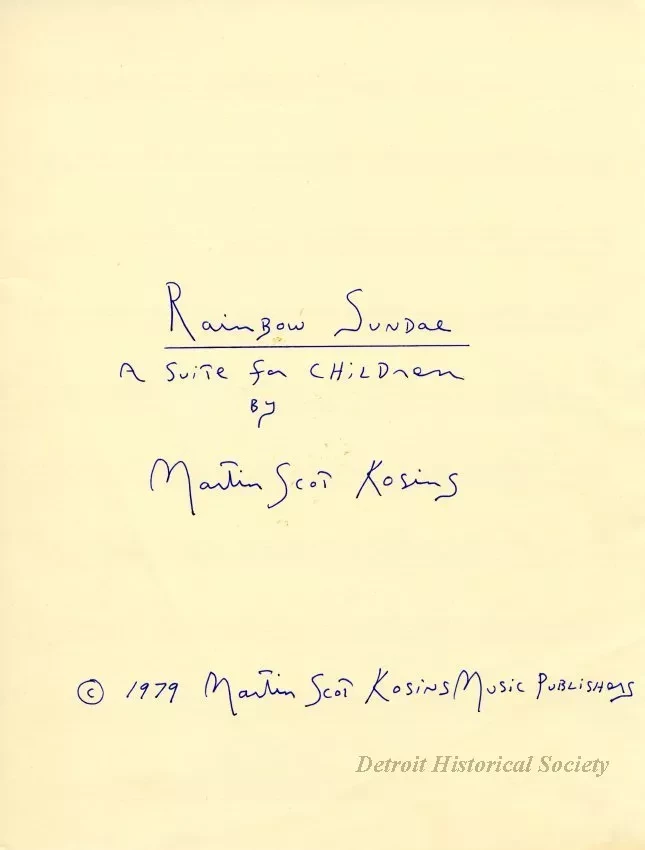 Rainbow Sundae
A Suite for Children
By
Martin Scot Kosins
© 1979 Martin Scot Kosins Music Publishers
Detroit Historical Society